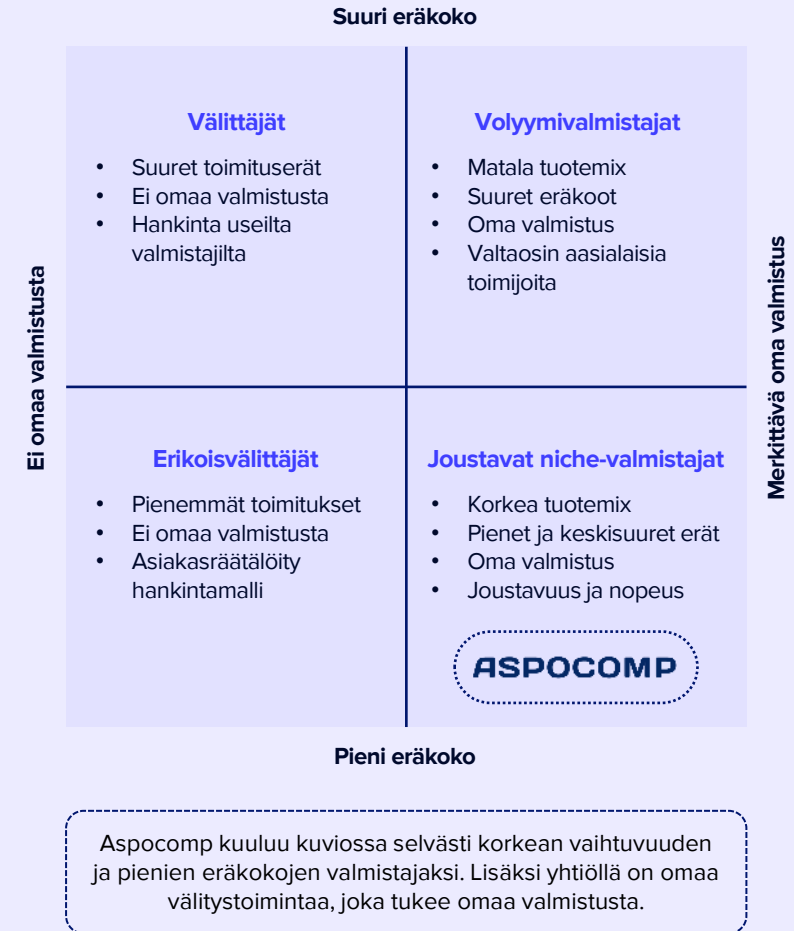 Suuri eräkoko
Välittäjät
• Suuret toimituserät
• Ei omaa valmistusta
• Hankinta useilta
valmistajilta
Volyymivalmistajat
• Matala tuotemix
• Suuret eräkoot
• Oma valmistus
• Valtaosin aasialaisia
toimijoita
Ei omaa valmistusta
Merkittävä oma valmistus
Erikoisvälittäjät
• Pienemmät toimitukset
• Ei omaa valmistusta
• Asiakasräätälöity
hankintamalli
Joustavat niche-valmistajat
• Korkea tuotemix
• Pienet ja keskisuuret erät
• Oma valmistus
• Joustavuus ja nopeus
ASPOCOMP
Pieni eräkoko
Aspocomp kuuluu kuviossa selvästi korkean vaihtuvuuden
ja pienien eräkokojen valmistajaksi. Lisäksi yhtiöllä on omaa
välitystoimintaa, joka tukee omaa valmistusta.